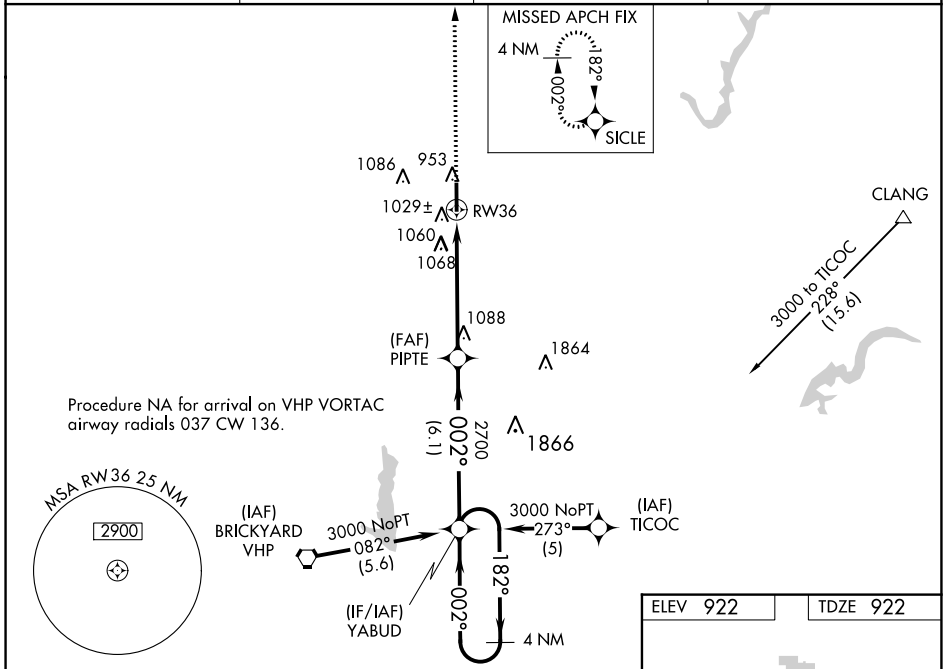 MISSED APCH FIX
4 NM
182°
002°
SICLE
1086
953
1029±
RW36
1060
1068
CLANG
3000 to TICOC
228°
(15.6)
1088
(FAF)
PIPTE
1864
Procedure NA for arrival on VHP VORTAC
airway radials 037 CW 136.
002°
2700
(6.1)
1866
MSA RW36 25 NM
2900
(IAF)
BRICKYARD
VHP
3000 NoPT
082°
(5.6)
3000 NoPT
273°
(5)
(IAF)
TICOC
(IF/IAF)
YABUD
002°
182°
4 NM
ELEV 922
TDZE 922